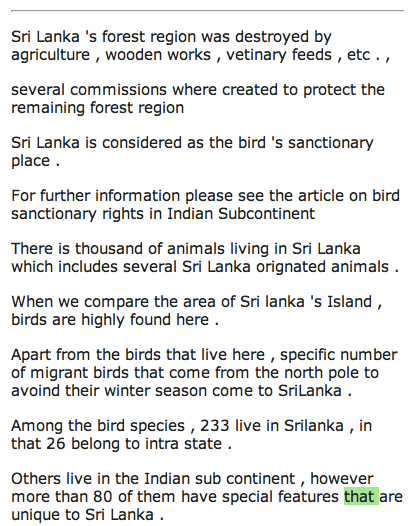 Sri Lanka 's forest region was destroyed by
agriculture , wooden works , vetinary feeds , etc . ,
several commissions where created to protect the
remaining forest region
Sri Lanka is considered as the bird 's sanctionary
place .
For further information please see the article on bird
sanctionary rights in Indian Subcontinent
There is thousand of animals living in Sri Lanka
which includes several Sri Lanka orignated animals .
When we compare the area of Sri lanka 's Island ,
birds are highly found here .
Apart from the birds that live here , specific number
of migrant birds that come from the north pole to
avoind their winter season come to SriLanka .
Among the bird species , 233 live in Srilanka , in
that 26 belong to intra state .
Others live in the Indian sub continent , however
more than 80 of them have special features that are
unique to Sri Lanka .